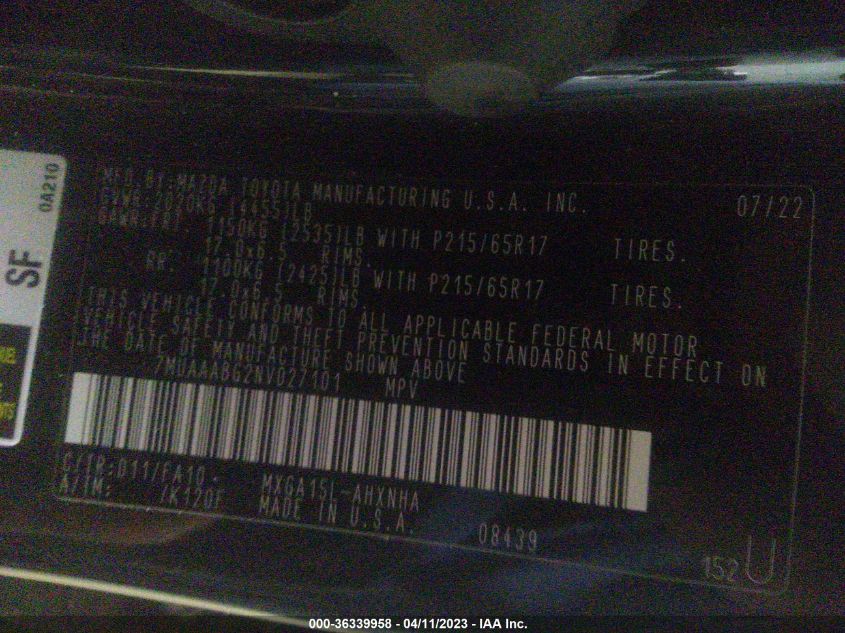 MFD BY:MAZDA TOYOTA MANUFACTURING U.S.A. INC. 07/22
GVWR:2020KG (4455)LB
GAWR:FRT 1150KG (2535)LB WITH P215/65R17 TIRES.
17.0x6.5 RIMS.
RR: 1100KG (2425)LB WITH P215/65R17 TIRES.
17.0x6.5 RIMS.
THIS VEHICLE CONFORMS TO ALL APPLICABLE FEDERAL MOTOR
VEHICLE SAFETY AND THEFT PREVENTION STANDARDS IN EFFECT ON
THE DATE OF MANUFACTURE SHOWN ABOVE
7MUAAABG2NV027101 MPV
C/TR:D11/FA10 MXGA15L-AHXNHA
A/TM: /K120F MADE IN U.S.A. 08439
152 U
0A210
SF
000-36339958 - 04/11/2023 - IAA Inc.